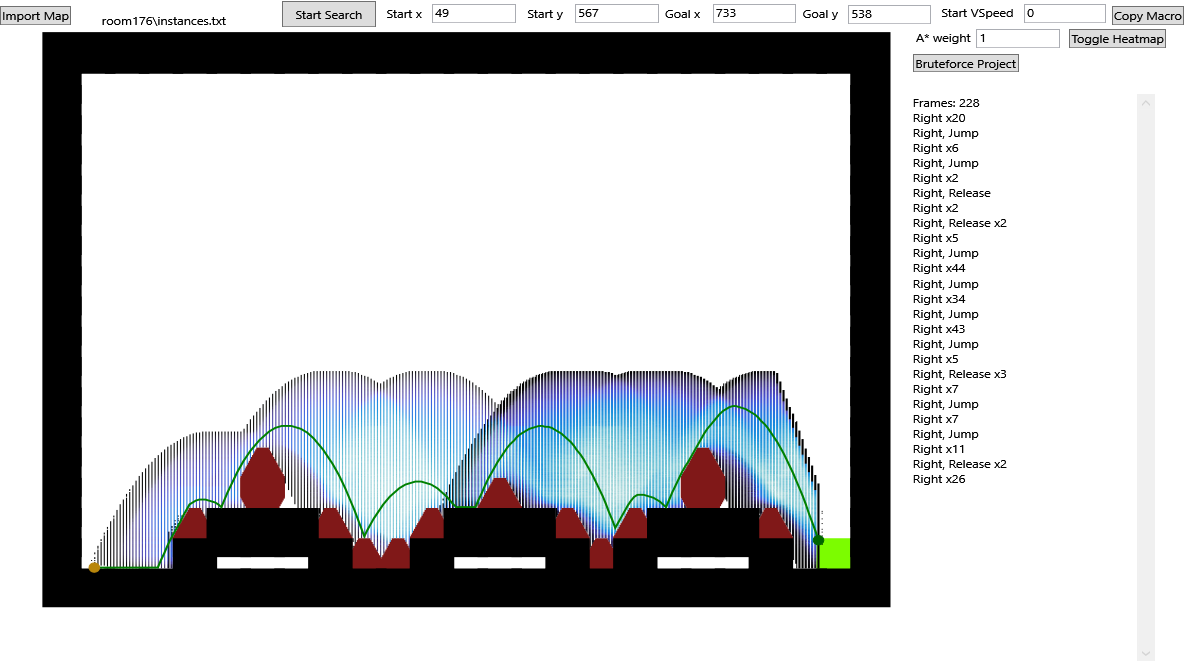 Import Map
room176\instances.txt
Start Search
Start x 49
Start y 567
Goal x 733
Goal y 538
Start VSpeed 0
Copy Macro
A* weight 1
Toggle Heatmap
Bruteforce Project
Frames: 228
Right x20
Right, Jump
Right x6
Right, Jump
Right x2
Right, Release
Right x2
Right, Release x2
Right x5
Right, Jump
Right x44
Right, Jump
Right x34
Right, Jump
Right x43
Right, Jump
Right x5
Right, Release x3
Right x7
Right, Jump
Right x7
Right, Jump
Right x11
Right, Release x2
Right x26